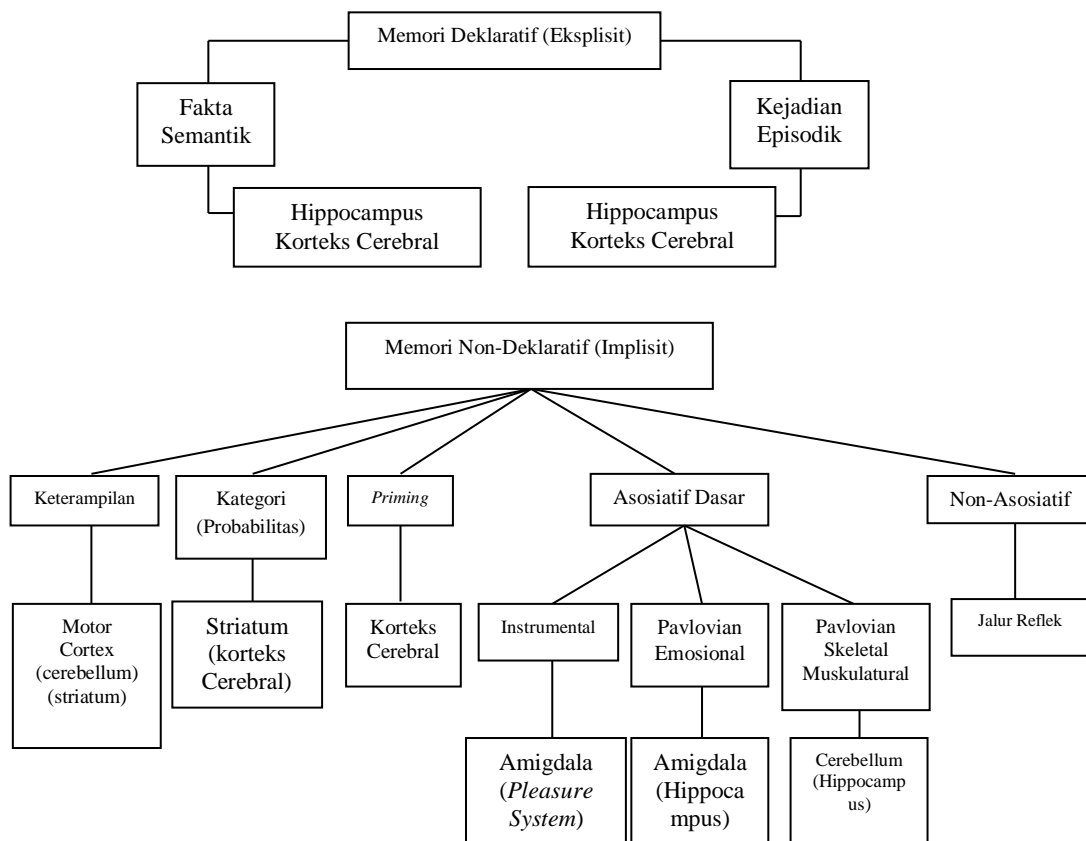 Memori Deklaratif (Eksplisit)
Fakta
Semantik
Kejadian
Episodik
Hippocampus
Korteks Cerebral
Hippocampus
Korteks Cerebral
Memori Non-Deklaratif (Implisit)
Keterampilan
Kategori
(Probabilitas)
Priming
Asosiatif Dasar
Non-Asosiatif
Motor
Cortex
(cerebellum)
(striatum)
Striatum
(korteks
Cerebral)
Korteks
Cerebral
Instrumental
Pavlovian
Emosional
Pavlovian
Skeletal
Muskulatural
Jalur Reflek
Amigdala
(Pleasure
System)
Amigdala
(Hippoca
mpus)
Cerebellum
(Hippocamp
us)